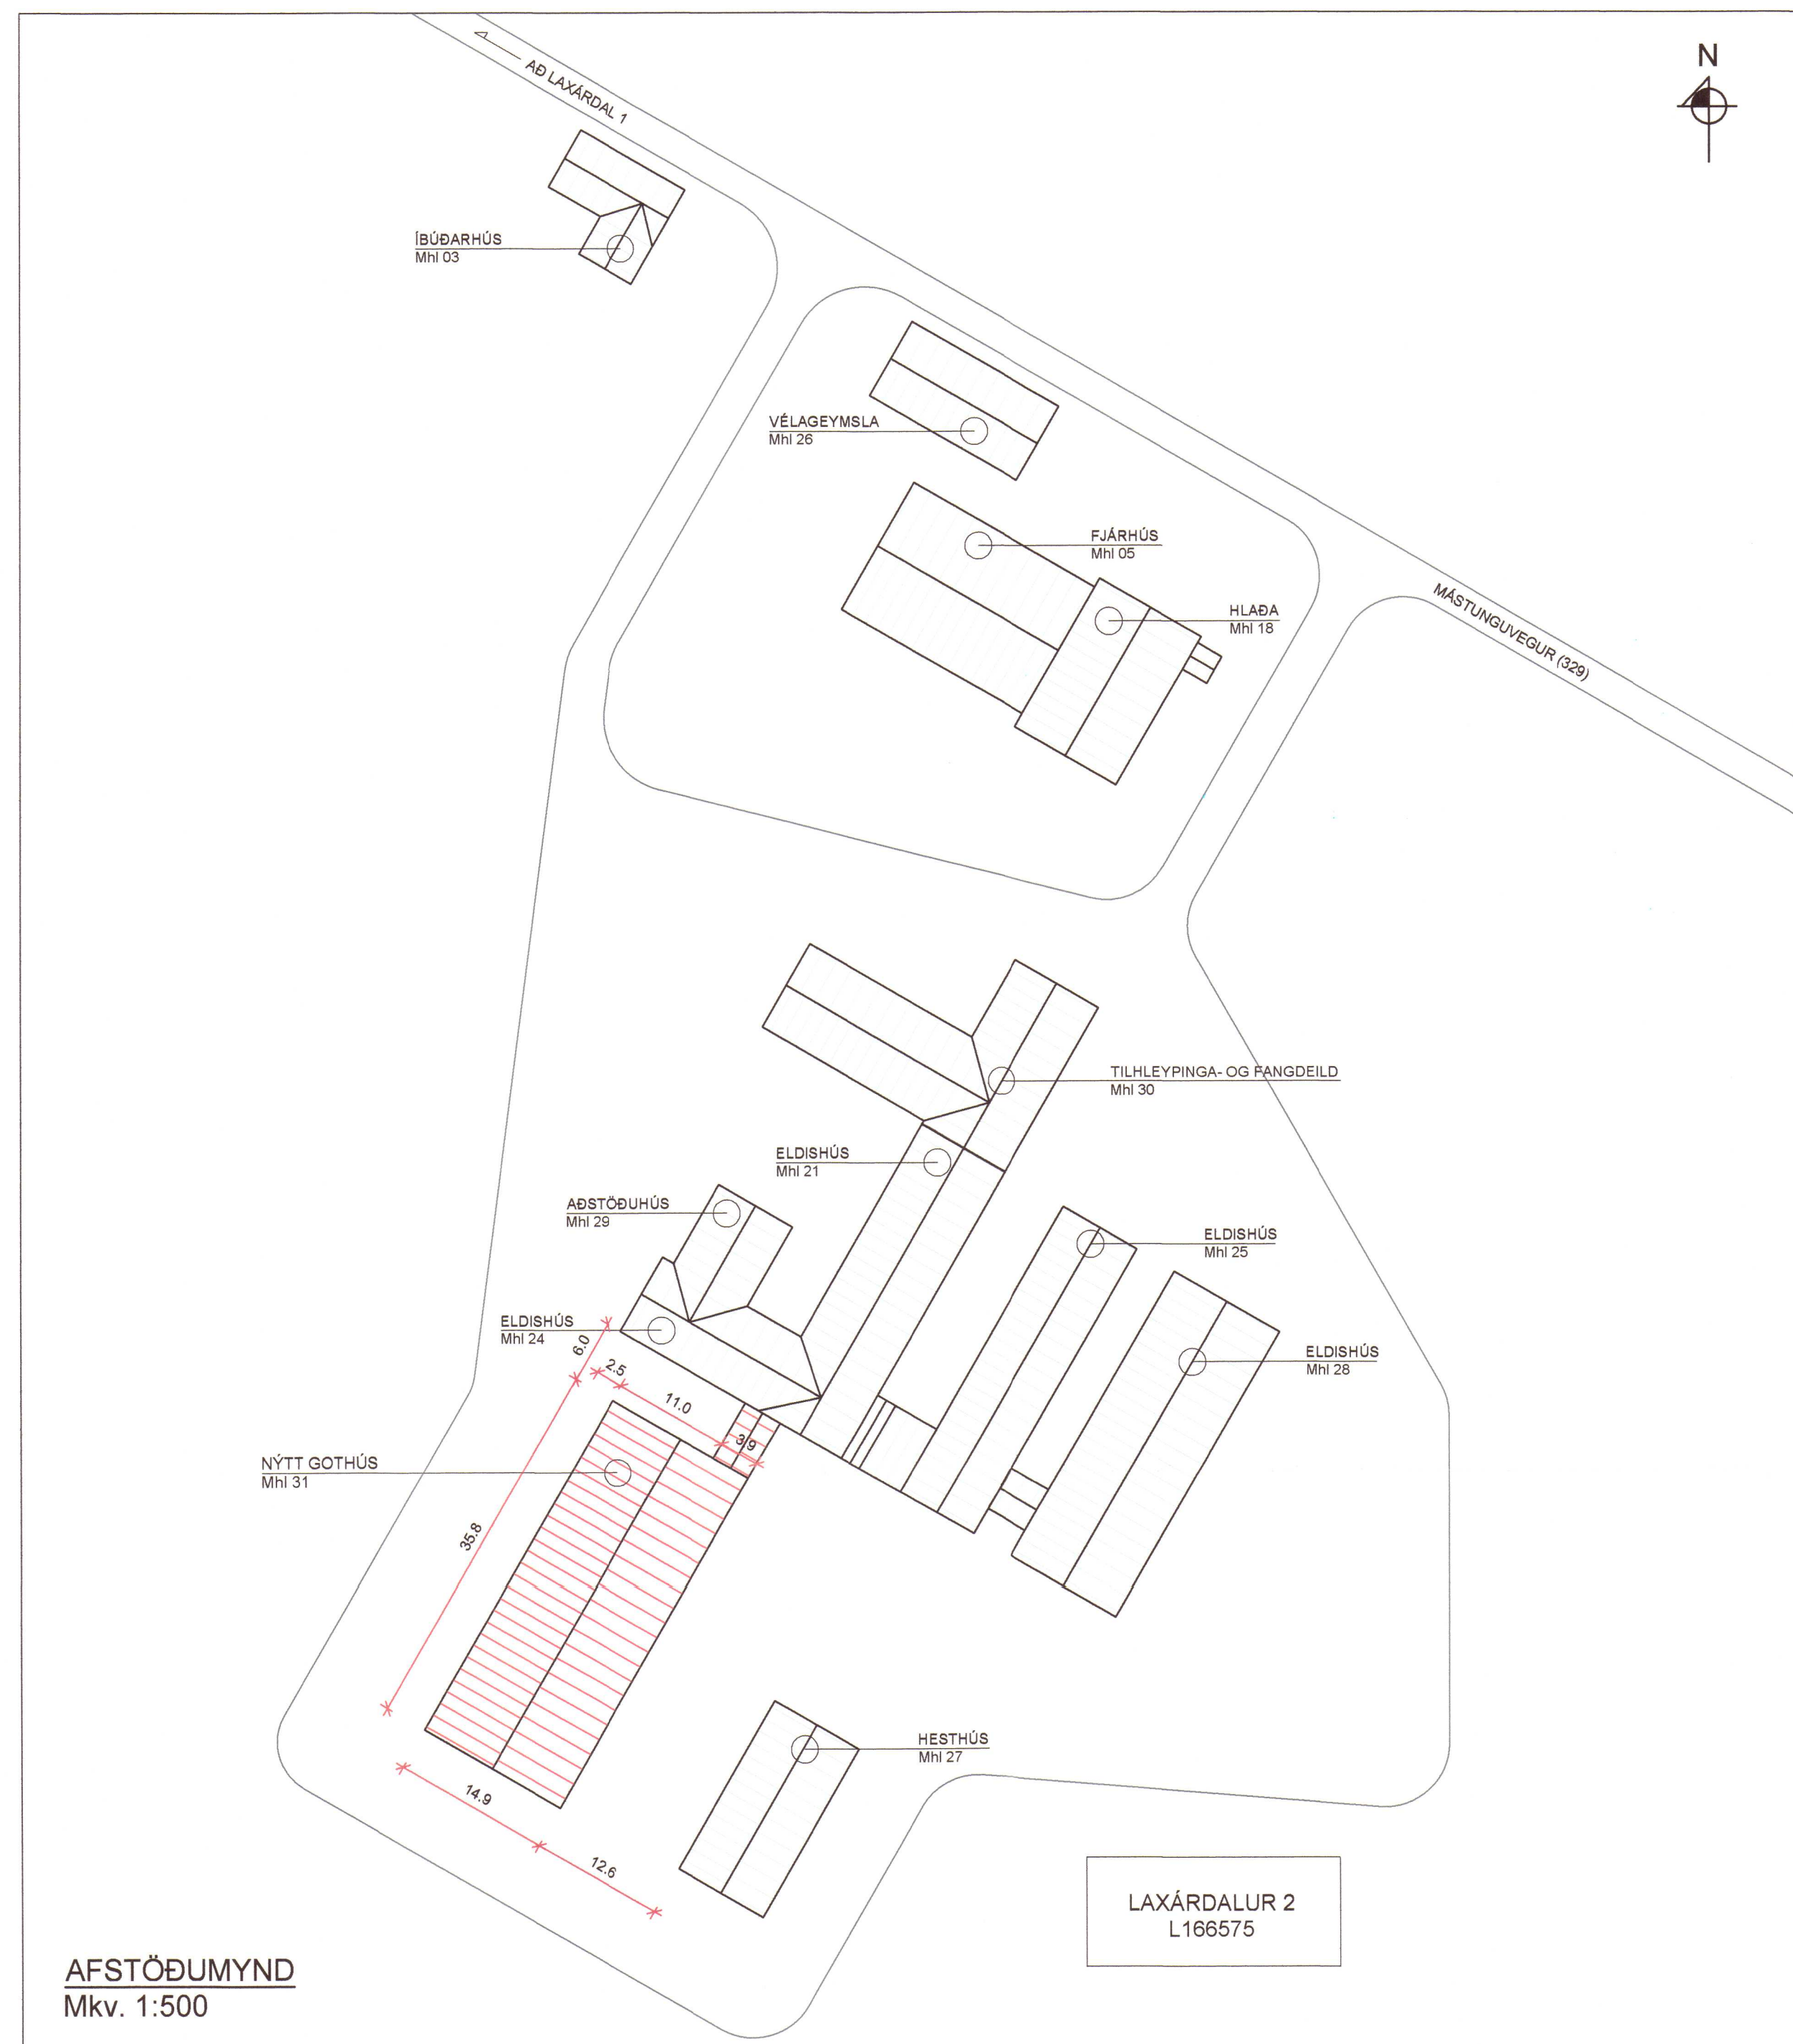 N
AÐ LAXÁRDAL 1
ÍBÚÐARHÚS
Mhl 03
VÉLAGEYMSLA
Mhl 26
FJÁRHÚS
Mhl 05
HLAÐA
Mhl 18
MÁSTUNGUVEGUR (329)
TILHLEYPINGA- OG FANGDEILD
Mhl 30
ELDISHÚS
Mhl 21
AÐSTÖÐUHÚS
Mhl 29
ELDISHÚS
Mhl 25
ELDISHÚS
Mhl 24
ELDISHÚS
Mhl 28
6.0
2.5
11.0
3.9
NÝTT GOTHÚS
Mhl 31
35.8
HESTHÚS
Mhl 27
14.9
12.6
LAXÁRDALUR 2
L166575
AFSTÖÐUMYND
Mkv. 1:500